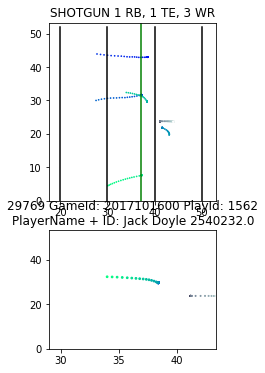 SHOTGUN 1 RB, 1 TE, 3 WR
50
40
30
20
10
0
20 30 40 50
29769 GameId: 2017101600 PlayId: 1562
PlayerName + ID: Jack Doyle 2540232.0
40
20
0
30 35 40